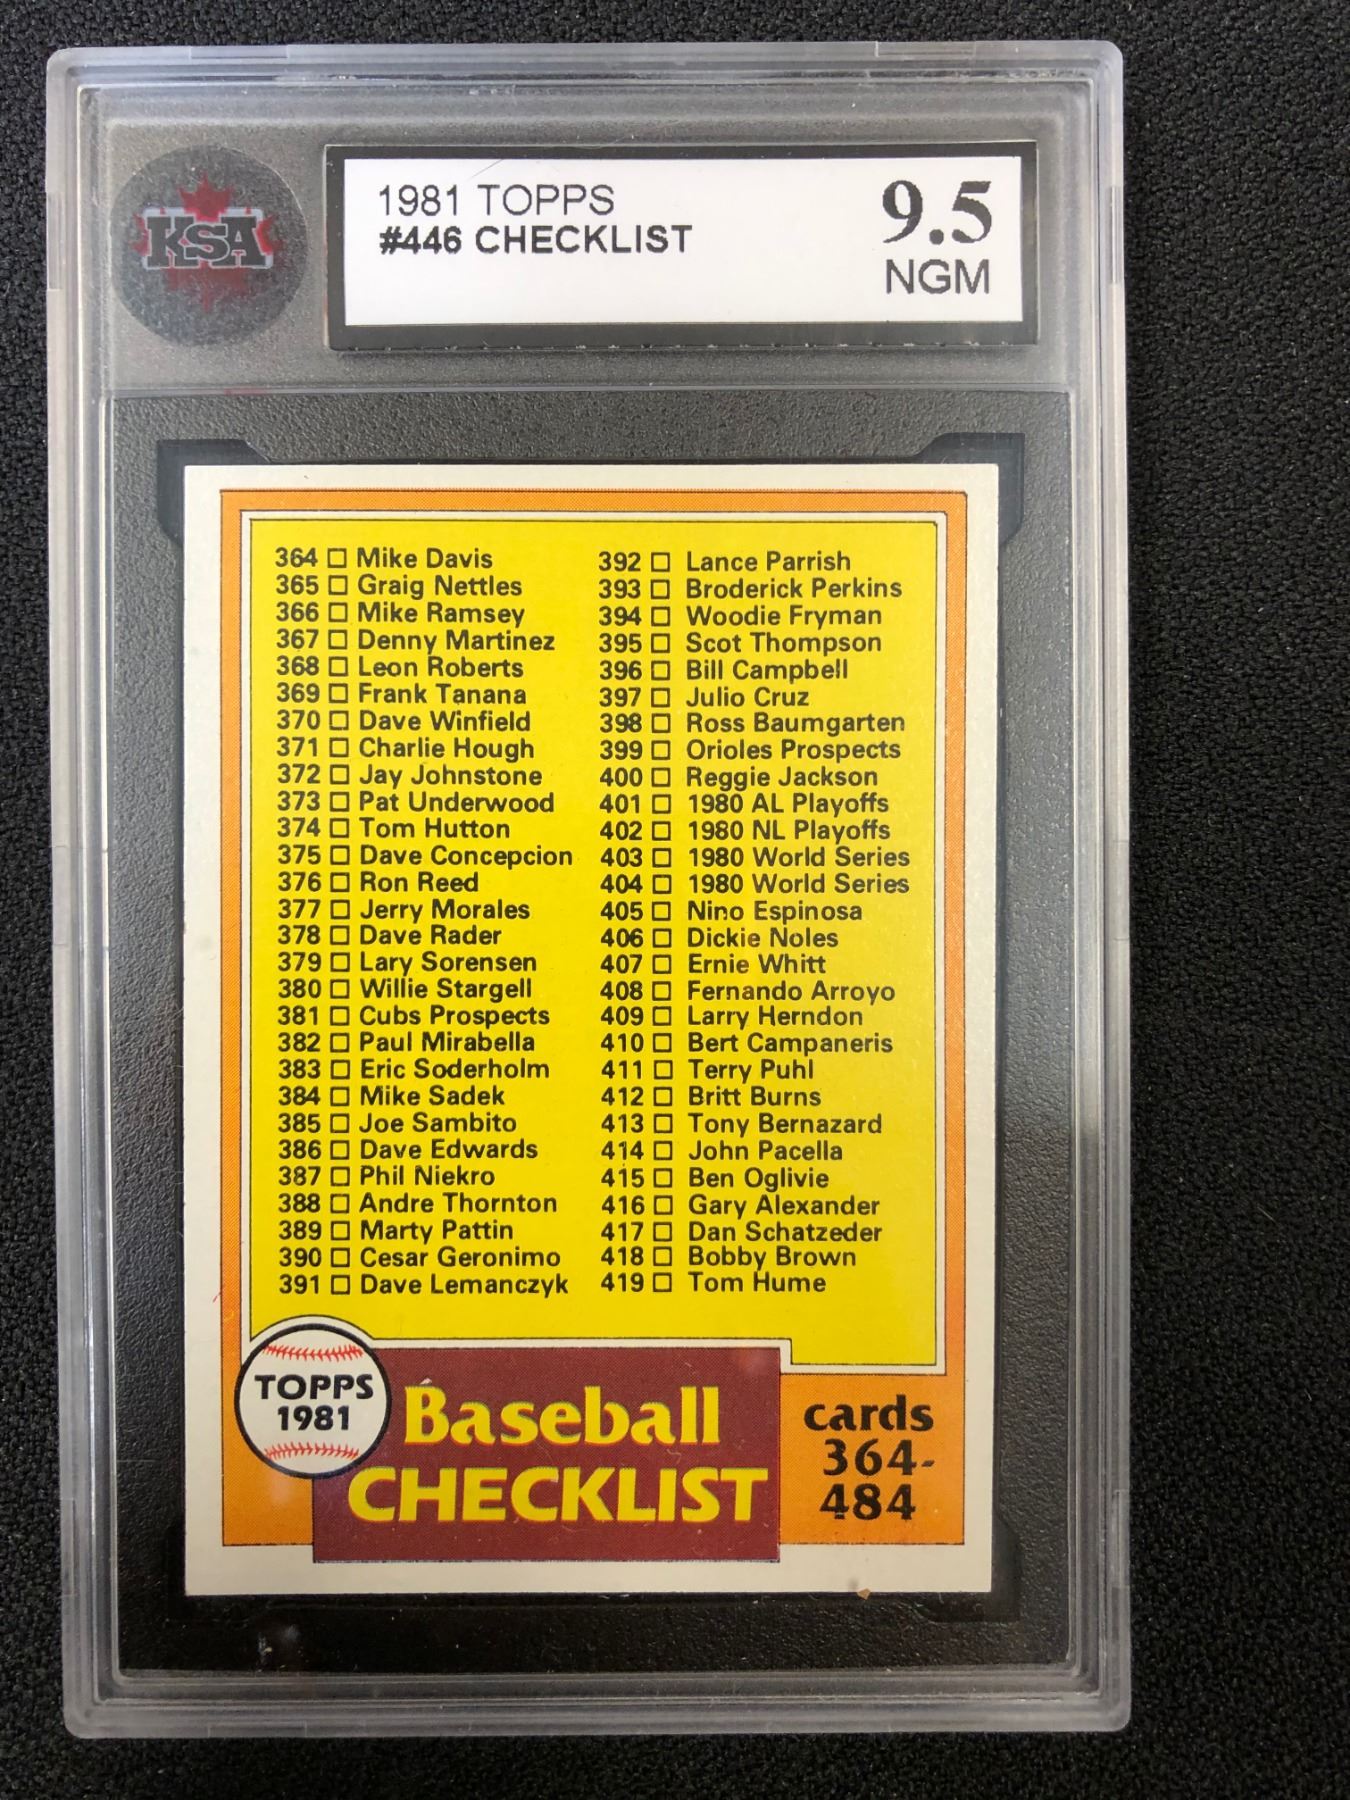 KSA
1981 TOPPS
#446 CHECKLIST
9.5
NGM
364 □ Mike Davis
365 □ Graig Nettles
366 □ Mike Ramsey
367 □ Denny Martinez
368 □ Leon Roberts
369 □ Frank Tanana
370 □ Dave Winfield
371 □ Charlie Hough
372 □ Jay Johnstone
373 □ Pat Underwood
374 □ Tom Hutton
375 □ Dave Concepcion
376 □ Ron Reed
377 □ Jerry Morales
378 □ Dave Rader
379 □ Lary Sorensen
380 □ Willie Stargell
381 □ Cubs Prospects
382 □ Paul Mirabella
383 □ Eric Soderholm
384 □ Mike Sadek
385 □ Joe Sambito
386 □ Dave Edwards
387 □ Phil Niekro
388 □ Andre Thornton
389 □ Marty Pattin
390 □ Cesar Geronimo
391 □ Dave Lemanczyk
392 □ Lance Parrish
393 □ Broderick Perkins
394 □ Woodie Fryman
395 □ Scot Thompson
396 □ Bill Campbell
397 □ Julio Cruz
398 □ Ross Baumgarten
399 □ Orioles Prospects
400 □ Reggie Jackson
401 □ 1980 AL Playoffs
402 □ 1980 NL Playoffs
403 □ 1980 World Series
404 □ 1980 World Series
405 □ Nino Espinosa
406 □ Dickie Noles
407 □ Ernie Whitt
408 □ Fernando Arroyo
409 □ Larry Herndon
410 □ Bert Campaneris
411 □ Terry Puhl
412 □ Britt Burns
413 □ Tony Bernazard
414 □ John Pacella
415 □ Ben Oglivie
416 □ Gary Alexander
417 □ Dan Schatzeder
418 □ Bobby Brown
419 □ Tom Hume
TOPPS
1981
Baseball
CHECKLIST
cards
364-
484